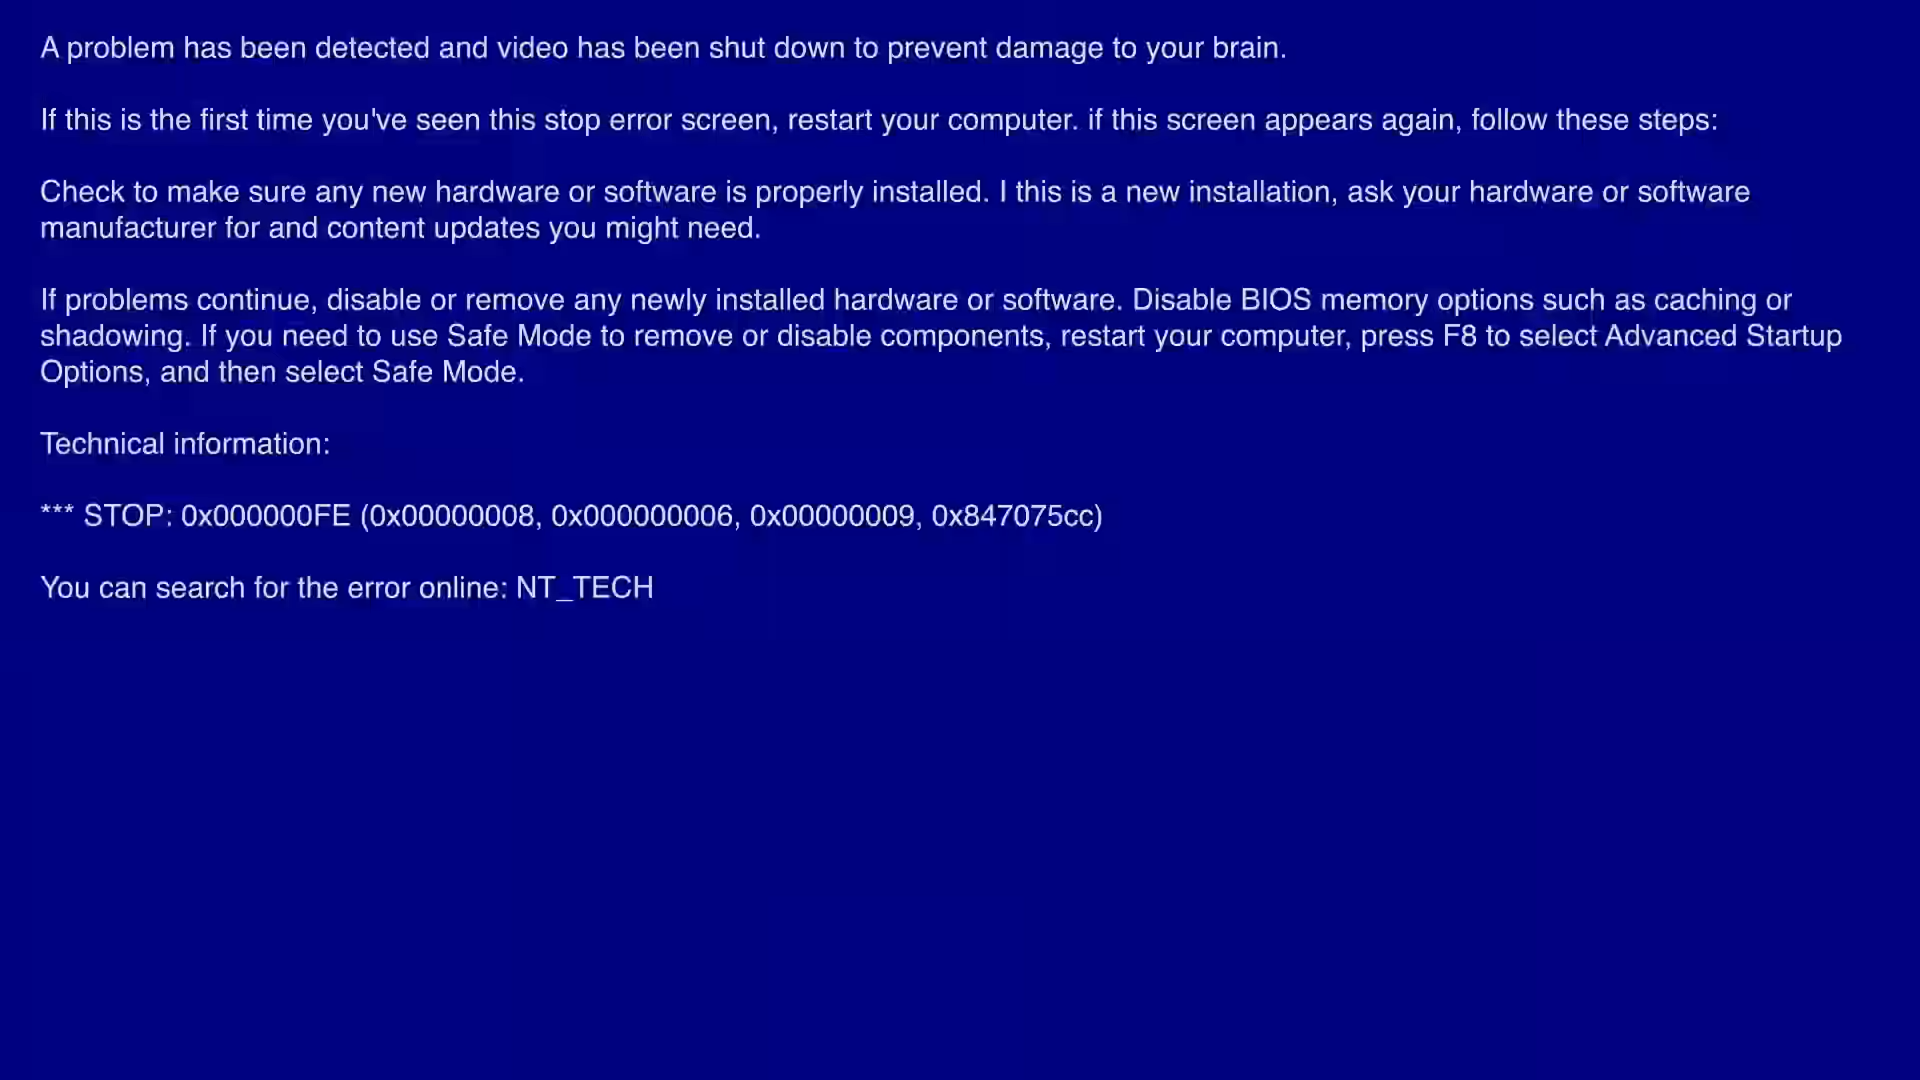 A problem has been detected and video has been shut down to prevent damage to your brain.
If this is the first time you've seen this stop error screen, restart your computer. if this screen appears again, follow these steps:
Check to make sure any new hardware or software is properly installed. I this is a new installation, ask your hardware or software
manufacturer for and content updates you might need.
If problems continue, disable or remove any newly installed hardware or software. Disable BIOS memory options such as caching or
shadowing. If you need to use Safe Mode to remove or disable components, restart your computer, press F8 to select Advanced Startup
Options, and then select Safe Mode.
Technical information:
*** STOP: 0x000000FE (0x00000008, 0x000000006, 0x00000009, 0x847075cc)
You can search for the error online: NT_TECH